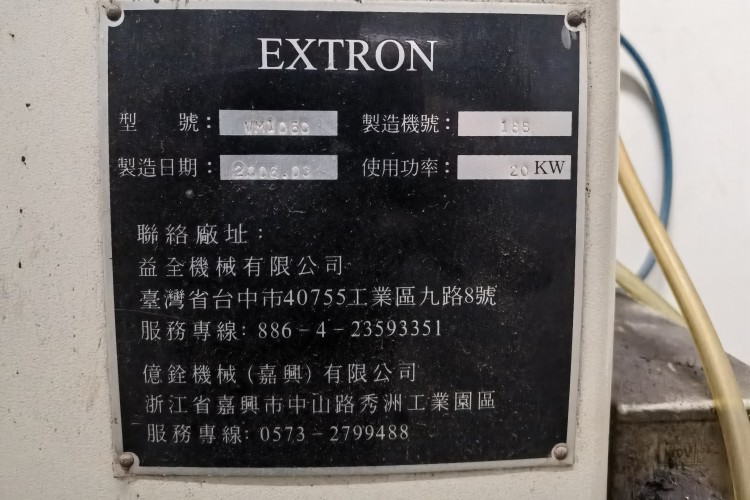 EXTRON
型 號：VM1060 製造機號：
製造日期：2006.03 使用功率：20 KW
聯絡廠址：
益全機械有限公司
臺灣省台中市40755工業區九路8號
服務專線：886-4-23593351
億銓機械(嘉興)有限公司
浙江省嘉興市中山路秀洲工業園區
服務專線：0573-2799488